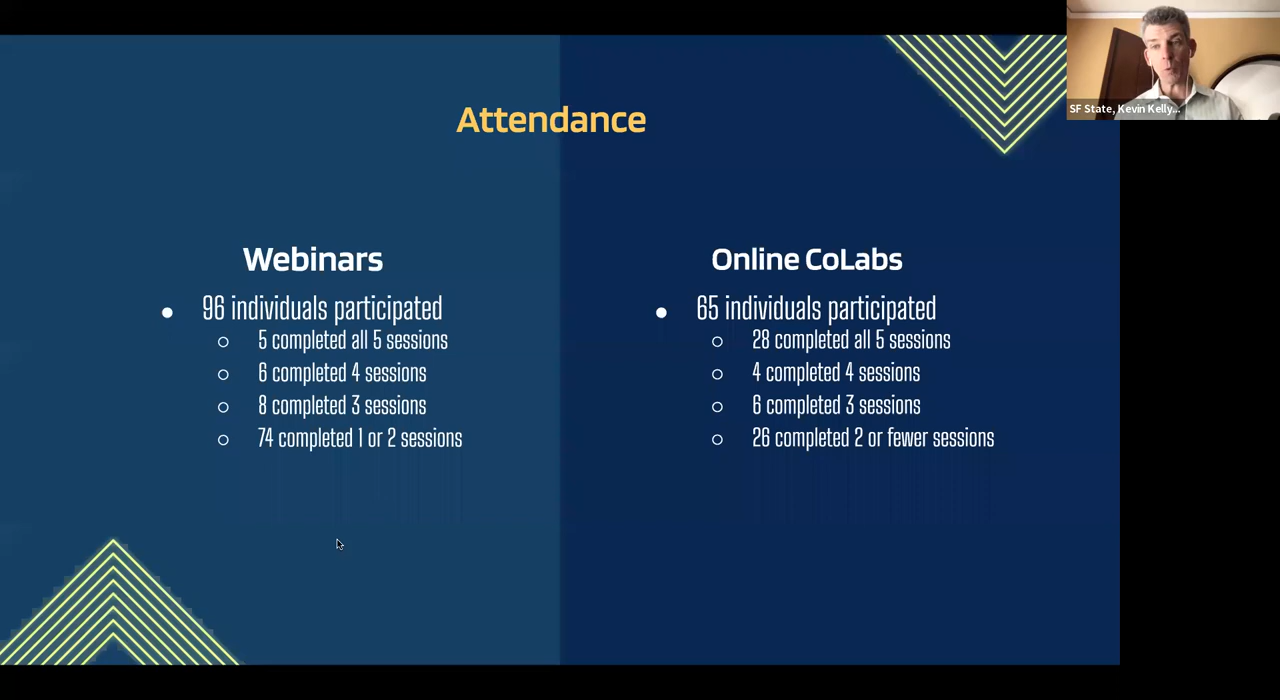 Attendance
Webinars
● 96 individuals participated
○ 5 completed all 5 sessions
○ 6 completed 4 sessions
○ 8 completed 3 sessions
○ 74 completed 1 or 2 sessions
Online CoLabs
● 65 individuals participated
○ 28 completed all 5 sessions
○ 4 completed 4 sessions
○ 6 completed 3 sessions
○ 26 completed 2 or fewer sessions
SF State, Kevin Kelly...